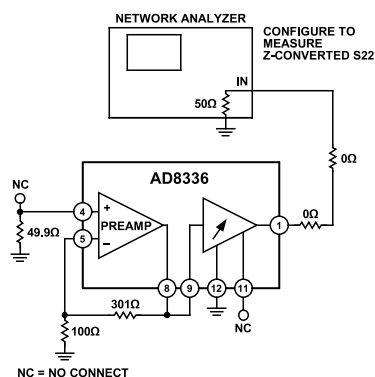 NETWORK ANALYZER
CONFIGURE TO
MEASURE
Z-CONVERTED S22
IN
50Ω
0Ω
AD8336
NC
4
+
PREAMP
5
–
49.9Ω
0Ω
1
8
9
12
11
301Ω
100Ω
NC
NC = NO CONNECT